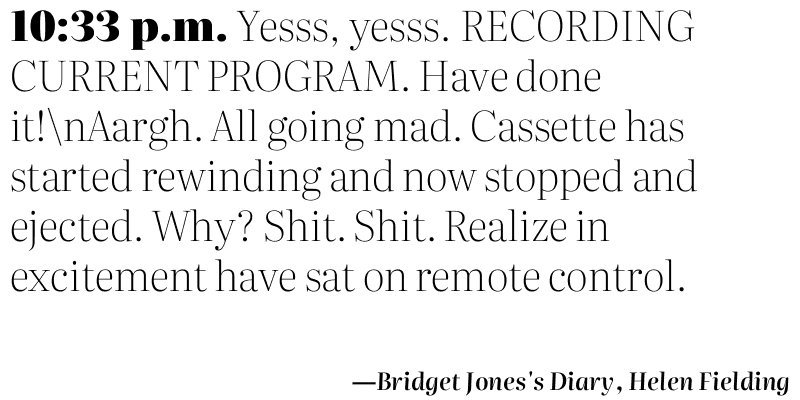 10:33 p.m. Yesss, yesss. RECORDING
CURRENT PROGRAM. Have done
it!\nAargh. All going mad. Cassette has
started rewinding and now stopped and
ejected. Why? Shit. Shit. Realize in
excitement have sat on remote control.
—Bridget Jones's Diary, Helen Fielding